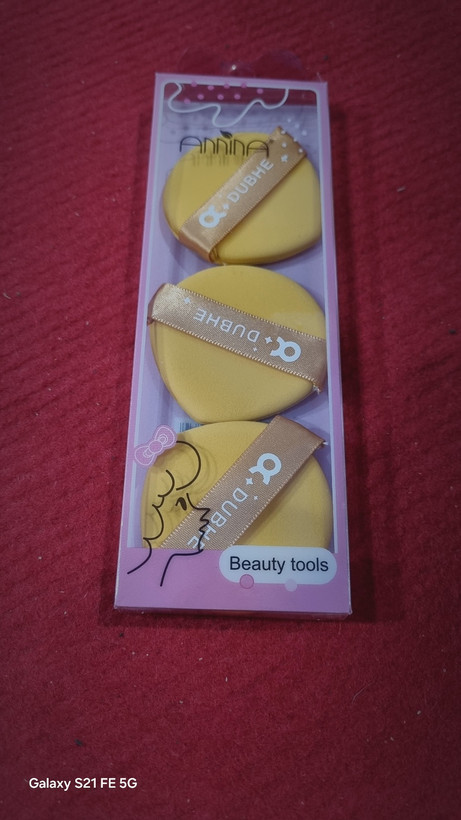 ANNINA
α DUBHE
DUBHE α
α DUBHE
Beauty tools
Galaxy S21 FE 5G